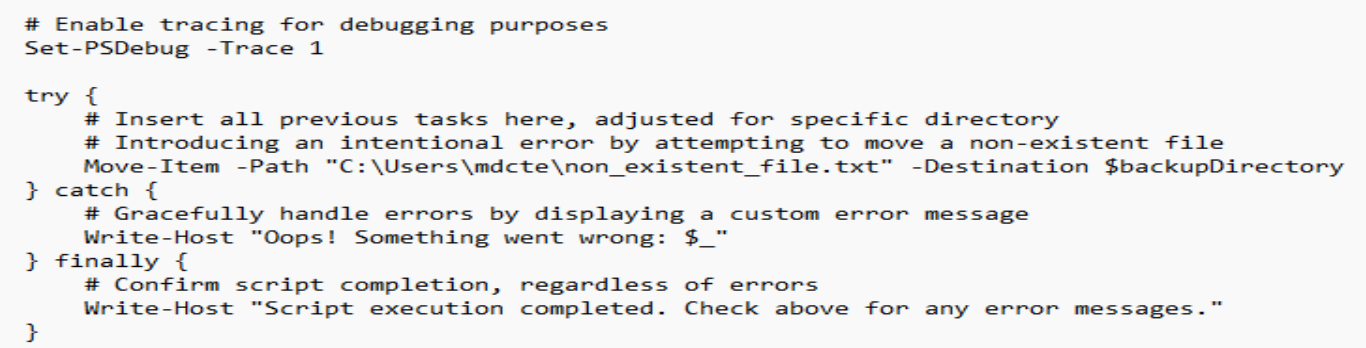 # Enable tracing for debugging purposes
Set-PSDebug -Trace 1

try {
    # Insert all previous tasks here, adjusted for specific directory
    # Introducing an intentional error by attempting to move a non-existent file
    Move-Item -Path "C:\Users\mdcte\non_existent_file.txt" -Destination $backupDirectory
} catch {
    # Gracefully handle errors by displaying a custom error message
    Write-Host "Oops! Something went wrong: $_"
} finally {
    # Confirm script completion, regardless of errors
    Write-Host "Script execution completed. Check above for any error messages."
}